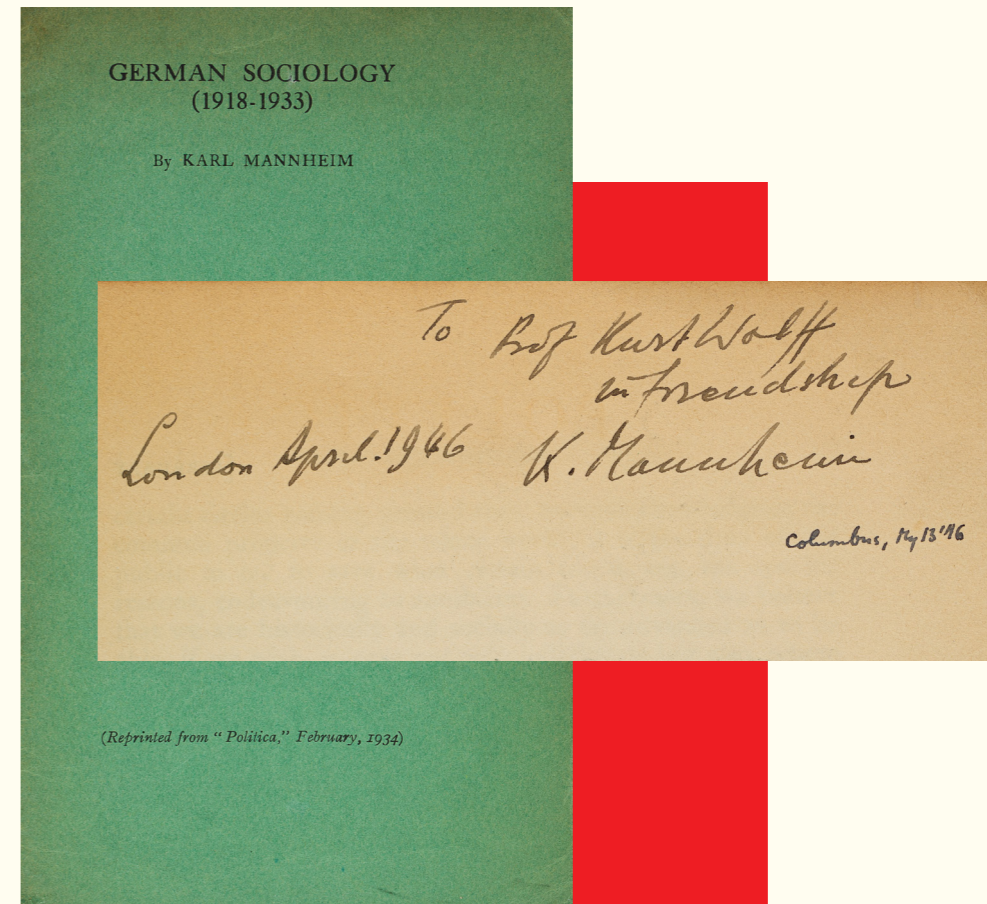 GERMAN SOCIOLOGY
(1918-1933)
By KARL MANNHEIM
To Prof Kurt Wolff
in friendship
London April. 1946 K. Mannheim
Columbus, My 13 '46
(Reprinted from “ Politica,” February, 1934)